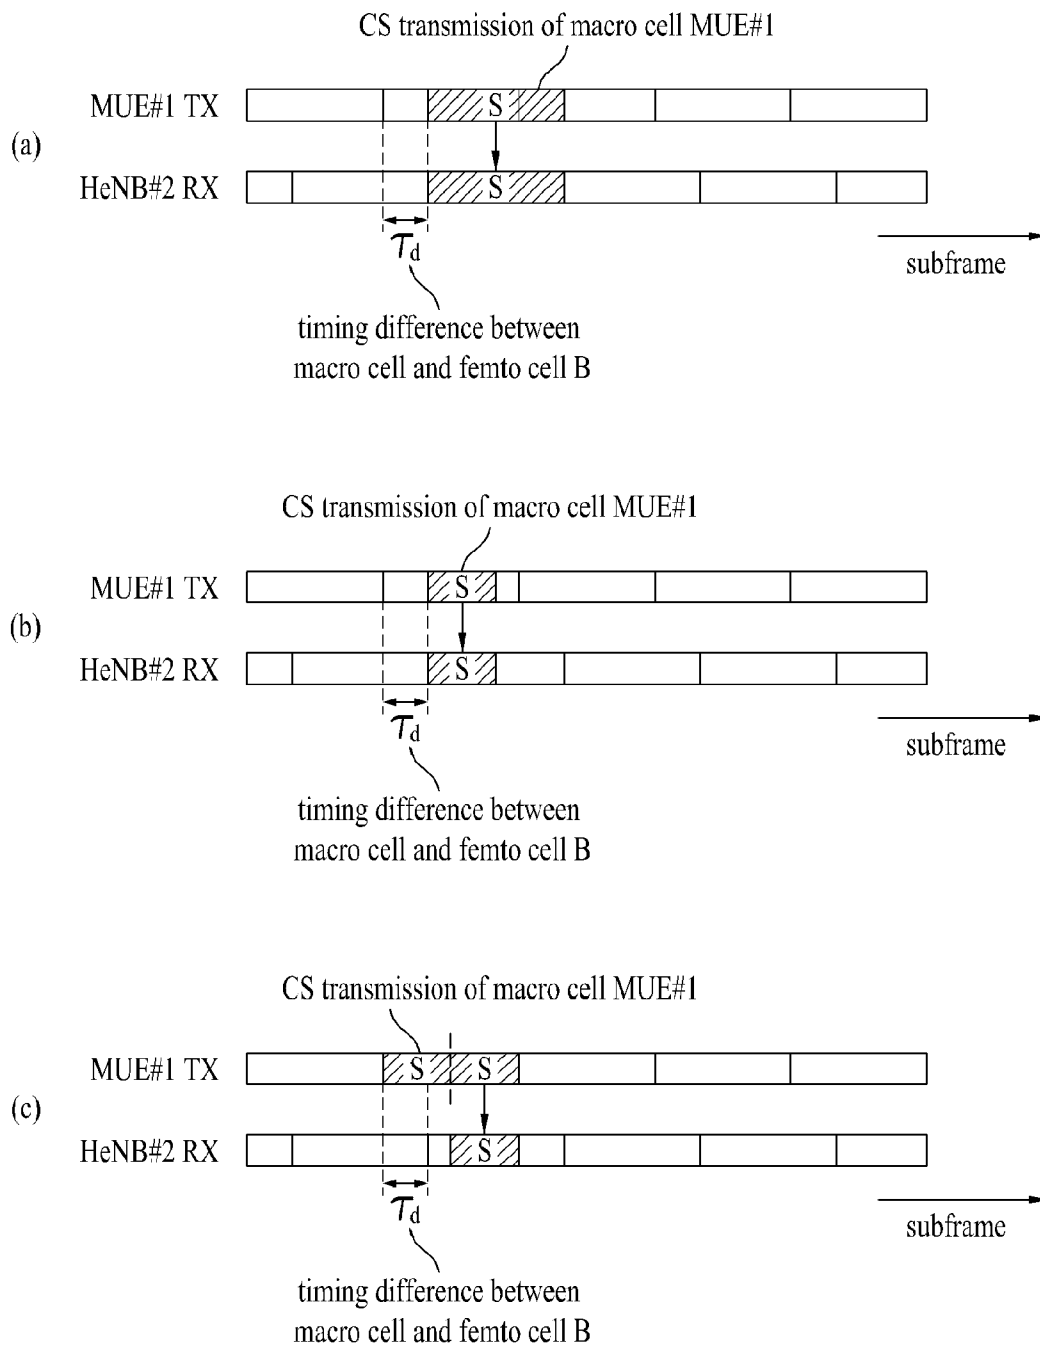 CS transmission of macro cell MUE#1
MUE#1 TX
S
(a)
HeNB#2 RX
S
τd
subframe
timing difference between
macro cell and femto cell B
CS transmission of macro cell MUE#1
MUE#1 TX
S
(b)
HeNB#2 RX
S
τd
subframe
timing difference between
macro cell and femto cell B
CS transmission of macro cell MUE#1
MUE#1 TX
S S
(c)
HeNB#2 RX
S
τd
subframe
timing difference between
macro cell and femto cell B